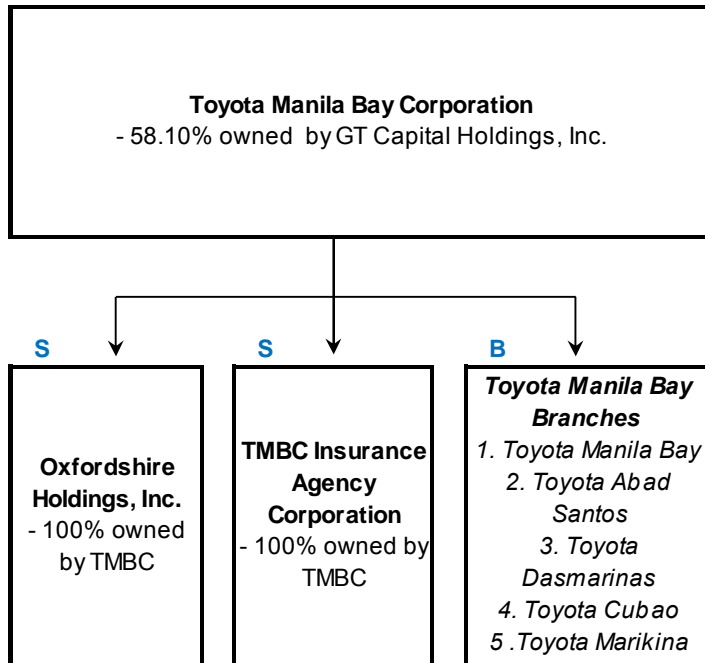 Toyota Manila Bay Corporation
- 58.10% owned by GT Capital Holdings, Inc.
S
S
B
Oxfordshire
Holdings, Inc.
- 100% owned
by TMBC
TMBC Insurance
Agency
Corporation
- 100% owned by
TMBC
Toyota Manila Bay
Branches
1. Toyota Manila Bay
2. Toyota Abad
Santos
3. Toyota
Dasmarinas
4. Toyota Cubao
5 .Toyota Marikina